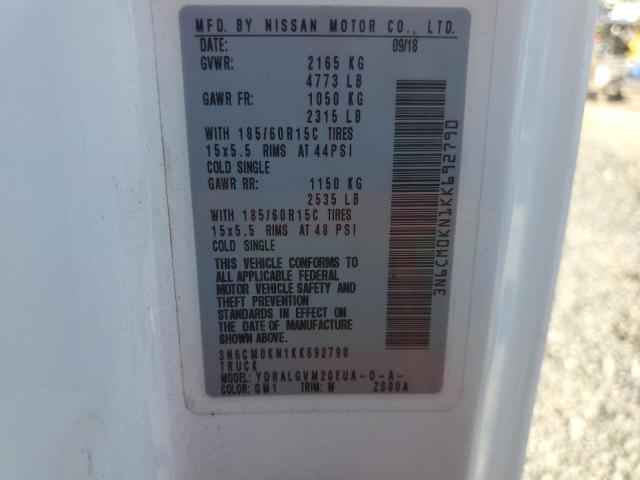 MFD. BY NISSAN MOTOR CO., LTD.
DATE: 09/18
GVWR: 2165 KG
4773 LB
GAWR FR: 1050 KG
2315 LB
WITH 185/60R15C TIRES
15x5.5 RIMS AT 44PSI
COLD SINGLE
GAWR RR: 1150 KG
2535 LB
WITH 185/60R15C TIRES
15x5.5 RIMS AT 48 PSI
COLD SINGLE
THIS VEHICLE CONFORMS TO
ALL APPLICABLE FEDERAL
MOTOR VEHICLE SAFETY AND
THEFT PREVENTION
STANDARDS IN EFFECT ON
THE DATE OF MANUFACTURE
SHOWN ABOVE.
3N6CM0KN1KK692790
TRUCK
MODEL: YDRALGVM20EUA-D-A-
COLOR: QM1 TRIM: W ZS00A
3N6CM0KN1KK692790